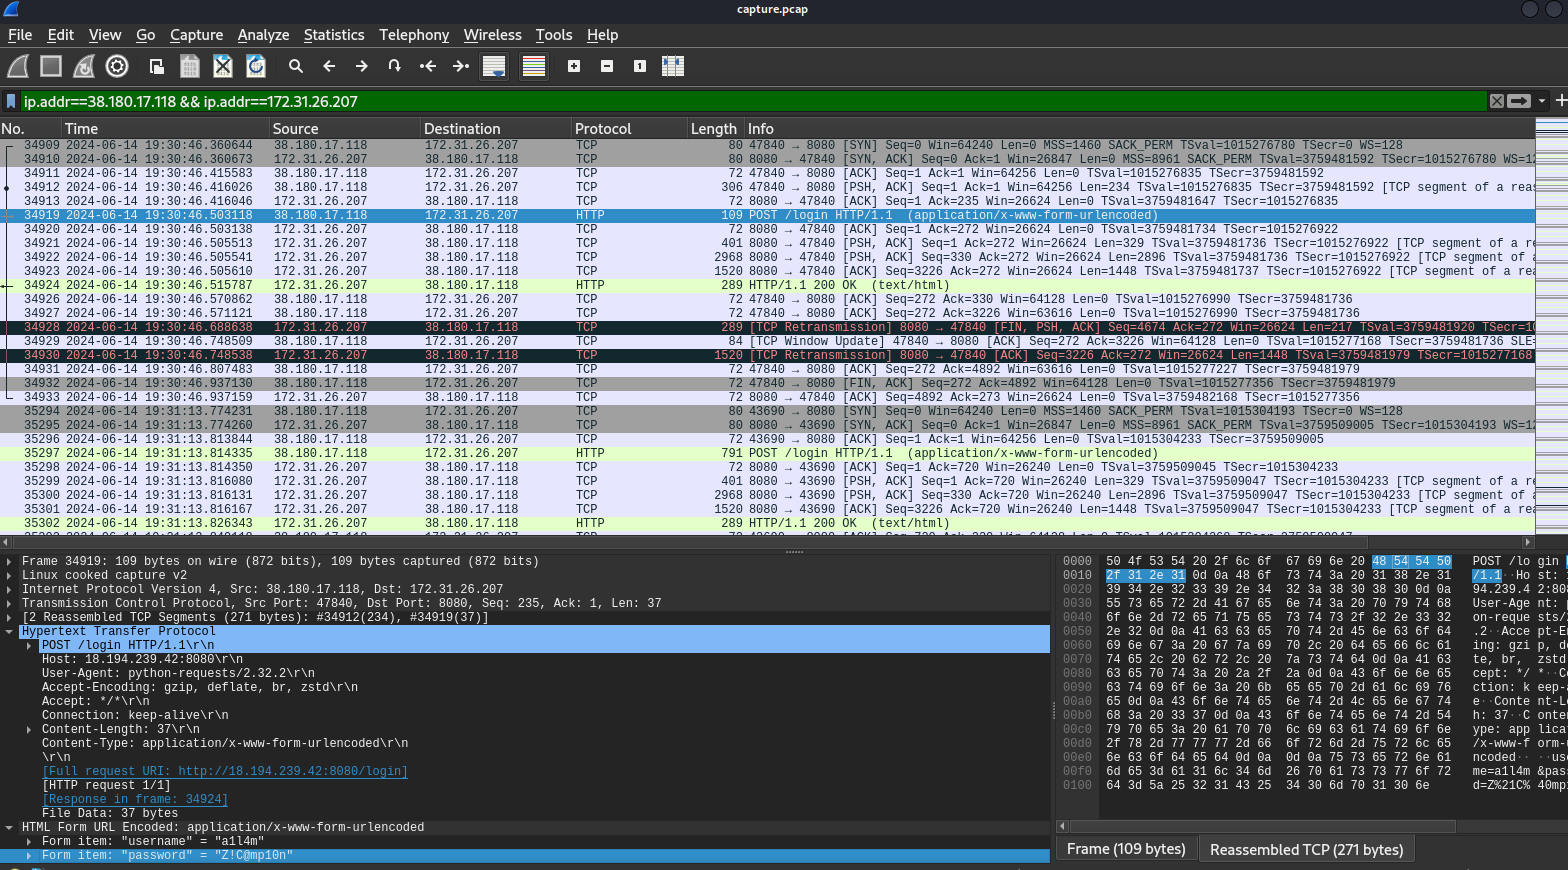 capture.pcap
File Edit View Go Capture Analyze Statistics Telephony Wireless Tools Help
ip.addr==38.180.17.118 && ip.addr==172.31.26.207
No. Time Source Destination Protocol Length Info
34909 2024-06-14 19:30:46.360644 38.180.17.118 172.31.26.207 TCP 80 47840 → 8080 [SYN] Seq=0 Win=64240 Len=0 MSS=1460 SACK_PERM TSval=1015276780 TSecr=0 WS=128
34910 2024-06-14 19:30:46.360673 172.31.26.207 38.180.17.118 TCP 80 8080 → 47840 [SYN, ACK] Seq=0 Ack=1 Win=26847 Len=0 MSS=8961 SACK_PERM TSval=3759481592 TSecr=1015276780 WS=12
34911 2024-06-14 19:30:46.415583 38.180.17.118 172.31.26.207 TCP 72 47840 → 8080 [ACK] Seq=1 Ack=1 Win=64256 Len=0 TSval=1015276835 TSecr=3759481592
34912 2024-06-14 19:30:46.416026 38.180.17.118 172.31.26.207 TCP 306 47840 → 8080 [PSH, ACK] Seq=1 Ack=1 Win=64256 Len=234 TSval=1015276835 TSecr=3759481592 [TCP segment of a reas
34913 2024-06-14 19:30:46.416046 172.31.26.207 38.180.17.118 TCP 72 8080 → 47840 [ACK] Seq=1 Ack=235 Win=26624 Len=0 TSval=3759481647 TSecr=1015276835
34919 2024-06-14 19:30:46.503118 38.180.17.118 172.31.26.207 HTTP 109 POST /login HTTP/1.1 (application/x-www-form-urlencoded)
34920 2024-06-14 19:30:46.503138 172.31.26.207 38.180.17.118 TCP 72 8080 → 47840 [ACK] Seq=1 Ack=272 Win=26624 Len=0 TSval=3759481734 TSecr=1015276922
34921 2024-06-14 19:30:46.505513 172.31.26.207 38.180.17.118 TCP 401 8080 → 47840 [PSH, ACK] Seq=1 Ack=272 Win=26624 Len=329 TSval=3759481736 TSecr=1015276922 [TCP segment of a re
34922 2024-06-14 19:30:46.505541 172.31.26.207 38.180.17.118 TCP 2968 8080 → 47840 [PSH, ACK] Seq=330 Ack=272 Win=26624 Len=2896 TSval=3759481736 TSecr=1015276922 [TCP segment of
34923 2024-06-14 19:30:46.505610 172.31.26.207 38.180.17.118 TCP 1520 8080 → 47840 [ACK] Seq=3226 Ack=272 Win=26624 Len=1448 TSval=3759481737 TSecr=1015276922 [TCP segment of a rea
34924 2024-06-14 19:30:46.515787 172.31.26.207 38.180.17.118 HTTP 289 HTTP/1.1 200 OK (text/html)
34926 2024-06-14 19:30:46.570862 38.180.17.118 172.31.26.207 TCP 72 47840 → 8080 [ACK] Seq=272 Ack=330 Win=64128 Len=0 TSval=1015276990 TSecr=3759481736
34927 2024-06-14 19:30:46.571121 38.180.17.118 172.31.26.207 TCP 72 47840 → 8080 [ACK] Seq=272 Ack=3226 Win=63616 Len=0 TSval=1015276990 TSecr=3759481736
34928 2024-06-14 19:30:46.688638 172.31.26.207 38.180.17.118 TCP 289 [TCP Retransmission] 8080 → 47840 [FIN, PSH, ACK] Seq=4674 Ack=272 Win=26624 Len=217 TSval=3759481920 TSecr=10
34929 2024-06-14 19:30:46.748509 38.180.17.118 172.31.26.207 TCP 84 [TCP Window Update] 47840 → 8080 [ACK] Seq=272 Ack=3226 Win=64128 Len=0 TSval=1015277168 TSecr=3759481736 SLE=
34930 2024-06-14 19:30:46.748538 172.31.26.207 38.180.17.118 TCP 1520 [TCP Retransmission] 8080 → 47840 [ACK] Seq=3226 Ack=272 Win=26624 Len=1448 TSval=3759481979 TSecr=1015277168
34931 2024-06-14 19:30:46.807483 38.180.17.118 172.31.26.207 TCP 72 47840 → 8080 [ACK] Seq=272 Ack=4892 Win=63616 Len=0 TSval=1015277227 TSecr=3759481979
34932 2024-06-14 19:30:46.937130 38.180.17.118 172.31.26.207 TCP 72 47840 → 8080 [FIN, ACK] Seq=272 Ack=4892 Win=64128 Len=0 TSval=1015277356 TSecr=3759481979
34933 2024-06-14 19:30:46.937159 172.31.26.207 38.180.17.118 TCP 72 8080 → 47840 [ACK] Seq=4892 Ack=273 Win=26624 Len=0 TSval=3759482168 TSecr=1015277356
35294 2024-06-14 19:31:13.774231 38.180.17.118 172.31.26.207 TCP 80 43690 → 8080 [SYN] Seq=0 Win=64240 Len=0 MSS=1460 SACK_PERM TSval=1015304193 TSecr=0 WS=128
35295 2024-06-14 19:31:13.774260 172.31.26.207 38.180.17.118 TCP 80 8080 → 43690 [SYN, ACK] Seq=0 Ack=1 Win=26847 Len=0 MSS=8961 SACK_PERM TSval=3759509005 TSecr=1015304193 WS=12
35296 2024-06-14 19:31:13.813844 38.180.17.118 172.31.26.207 TCP 72 43690 → 8080 [ACK] Seq=1 Ack=1 Win=64256 Len=0 TSval=1015304233 TSecr=3759509005
35297 2024-06-14 19:31:13.814335 38.180.17.118 172.31.26.207 HTTP 791 POST /login HTTP/1.1 (application/x-www-form-urlencoded)
35298 2024-06-14 19:31:13.814350 172.31.26.207 38.180.17.118 TCP 72 8080 → 43690 [ACK] Seq=1 Ack=720 Win=26240 Len=0 TSval=3759509045 TSecr=1015304233
35299 2024-06-14 19:31:13.816080 172.31.26.207 38.180.17.118 TCP 401 8080 → 43690 [PSH, ACK] Seq=1 Ack=720 Win=26240 Len=329 TSval=3759509047 TSecr=1015304233 [TCP segment of a re
35300 2024-06-14 19:31:13.816131 172.31.26.207 38.180.17.118 TCP 2968 8080 → 43690 [PSH, ACK] Seq=330 Ack=720 Win=26240 Len=2896 TSval=3759509047 TSecr=1015304233 [TCP segment of
35301 2024-06-14 19:31:13.816167 172.31.26.207 38.180.17.118 TCP 1520 8080 → 43690 [ACK] Seq=3226 Ack=720 Win=26240 Len=1448 TSval=3759509047 TSecr=1015304233 [TCP segment of a rea
35302 2024-06-14 19:31:13.826343 172.31.26.207 38.180.17.118 HTTP 289 HTTP/1.1 200 OK (text/html)
Frame 34919: 109 bytes on wire (872 bits), 109 bytes captured (872 bits)
Linux cooked capture v2
Internet Protocol Version 4, Src: 38.180.17.118, Dst: 172.31.26.207
Transmission Control Protocol, Src Port: 47840, Dst Port: 8080, Seq: 235, Ack: 1, Len: 37
[2 Reassembled TCP Segments (271 bytes): #34912(234), #34919(37)]
Hypertext Transfer Protocol
POST /login HTTP/1.1\r\n
Host: 18.194.239.42:8080\r\n
User-Agent: python-requests/2.32.2\r\n
Accept-Encoding: gzip, deflate, br, zstd\r\n
Accept: */*\r\n
Connection: keep-alive\r\n
Content-Length: 37\r\n
Content-Type: application/x-www-form-urlencoded\r\n
\r\n
[Full request URI: http://18.194.239.42:8080/login]
[HTTP request 1/1]
[Response in frame: 34924]
File Data: 37 bytes
HTML Form URL Encoded: application/x-www-form-urlencoded
Form item: "username" = "a1l4m"
Form item: "password" = "Z!C@mp10n"
0000 50 4f 53 54 20 2f 6c 6f 67 69 6e 20 48 54 54 50 POST /lo gin
0010 2f 31 2e 31 0d 0a 48 6f 73 74 3a 20 31 38 2e 31 /1.1··Ho st:
0020 39 34 2e 32 33 39 2e 34 32 3a 38 30 38 30 0d 0a 94.239.4 2:808
0030 55 73 65 72 2d 41 67 65 6e 74 3a 20 70 79 74 68 User-Age nt: p
0040 6f 6e 2d 72 65 71 75 65 73 74 73 2f 32 2e 33 32 on-reque sts/2
0050 2e 32 0d 0a 41 63 63 65 70 74 2d 45 6e 63 6f 64 .2··Acce pt-En
0060 69 6e 67 3a 20 67 7a 69 70 2c 20 64 65 66 6c 61 ing: gzi p, de
0070 74 65 2c 20 62 72 2c 20 7a 73 74 64 0d 0a 41 63 te, br, zstd
0080 63 65 70 74 3a 20 2a 2f 2a 0d 0a 43 6f 6e 6e 65 cept: */ *··Co
0090 63 74 69 6f 6e 3a 20 6b 65 65 70 2d 61 6c 69 76 ction: k eep-a
00a0 65 0d 0a 43 6f 6e 74 65 6e 74 2d 4c 65 6e 67 74 e··Conte nt-Le
00b0 68 3a 20 33 37 0d 0a 43 6f 6e 74 65 6e 74 2d 54 h: 37··C onte
00c0 79 70 65 3a 20 61 70 70 6c 69 63 61 74 69 6f 6e ype: app licat
00d0 2f 78 2d 77 77 77 2d 66 6f 72 6d 2d 75 72 6c 65 /x-www-f orm-u
00e0 6e 63 6f 64 65 64 0d 0a 0d 0a 75 73 65 72 6e 61 ncoded·· ··use
00f0 6d 65 3d 61 31 6c 34 6d 26 70 61 73 73 77 6f 72 me=a1l4m &pass
0100 64 3d 5a 25 32 31 43 25 34 30 6d 70 31 30 6e d=Z%21C% 40mp1
Frame (109 bytes) Reassembled TCP (271 bytes)